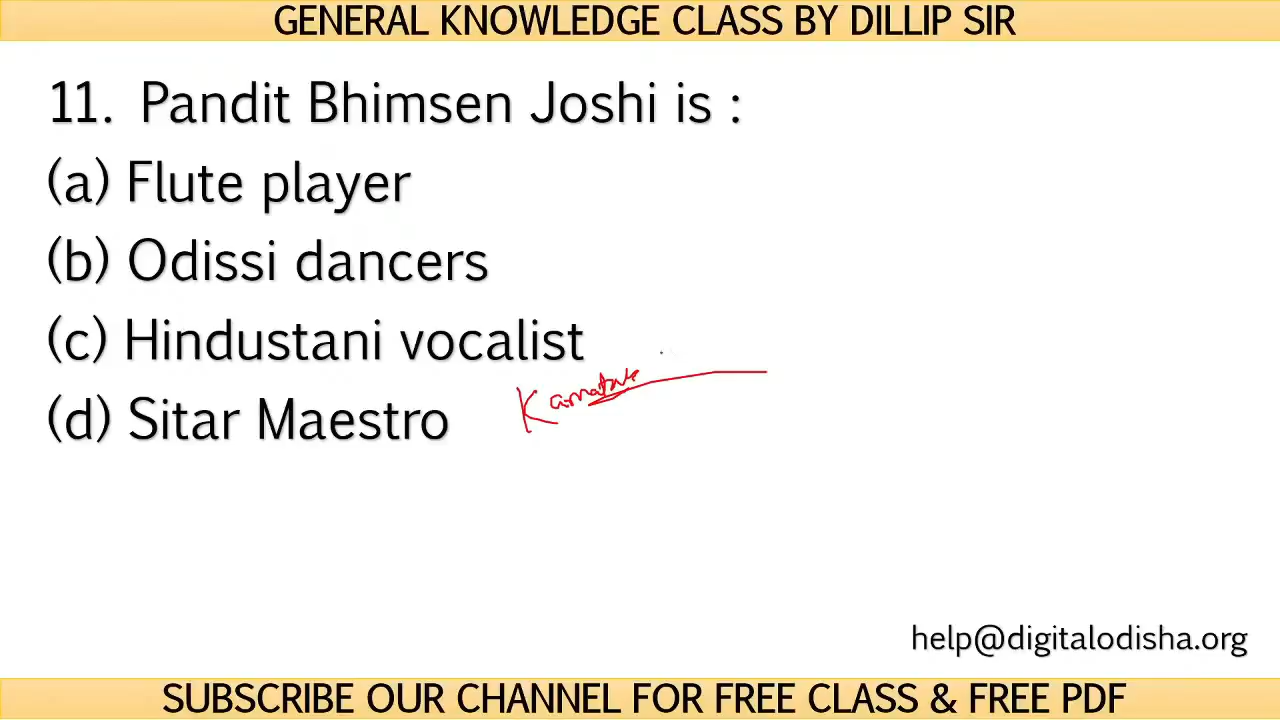 GENERAL KNOWLEDGE CLASS BY DILLIP SIR
11. Pandit Bhimsen Joshi is :
(a) Flute player
(b) Odissi dancers
(c) Hindustani vocalist
(d) Sitar Maestro
help@digitalodisha.org
SUBSCRIBE OUR CHANNEL FOR FREE CLASS & FREE PDF